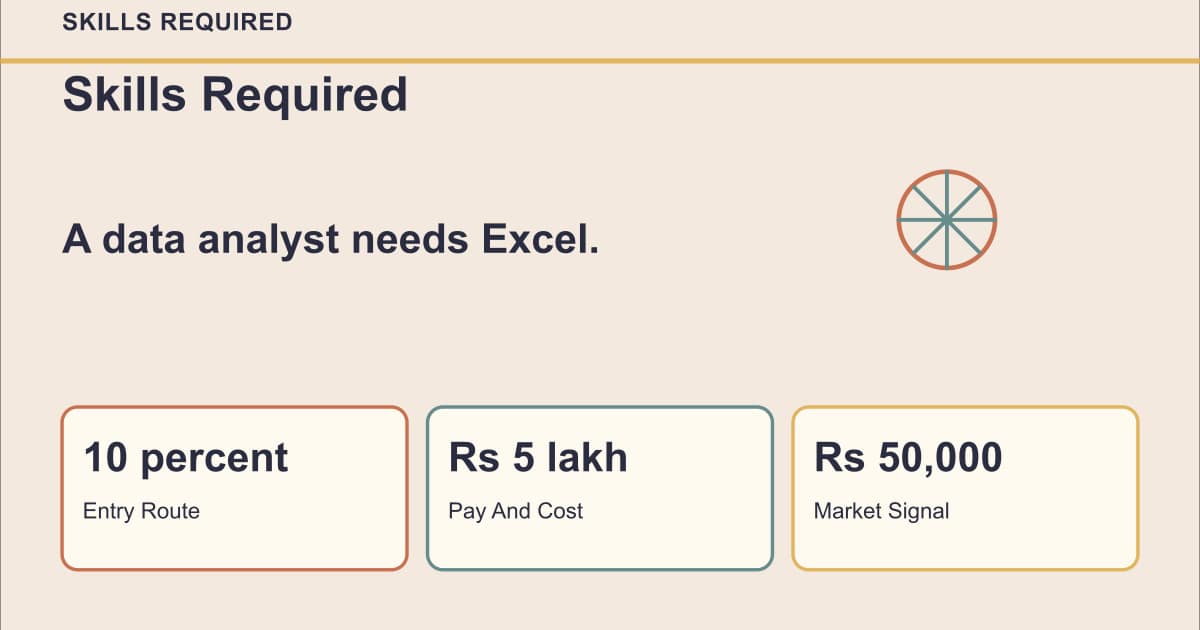 SKILLS REQUIRED
Skills Required
A data analyst needs Excel.
10 percent
Entry Route
Rs 5 lakh
Pay And Cost
Rs 50,000
Market Signal